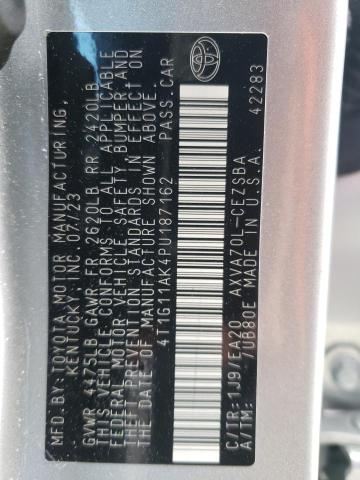 MFD.BY:TOYOTA MOTOR MANUFACTURING,
KENTUCKY, INC. 07/23
GVWR 4475LB GAWR FR 2620LB RR 2420LB
THIS VEHICLE CONFORMS TO ALL APPLICABLE
FEDERAL MOTOR VEHICLE SAFETY, BUMPER, AND
THEFT PREVENTION STANDARDS IN EFFECT ON
THE DATE OF MANUFACTURE SHOWN ABOVE.
4T1G11AK4PU187162 PASS.CAR
C/TR:1J9/EA20 AXVA70L-CEZSBA
A/TM: /UB80E MADE IN U.S.A.
42283